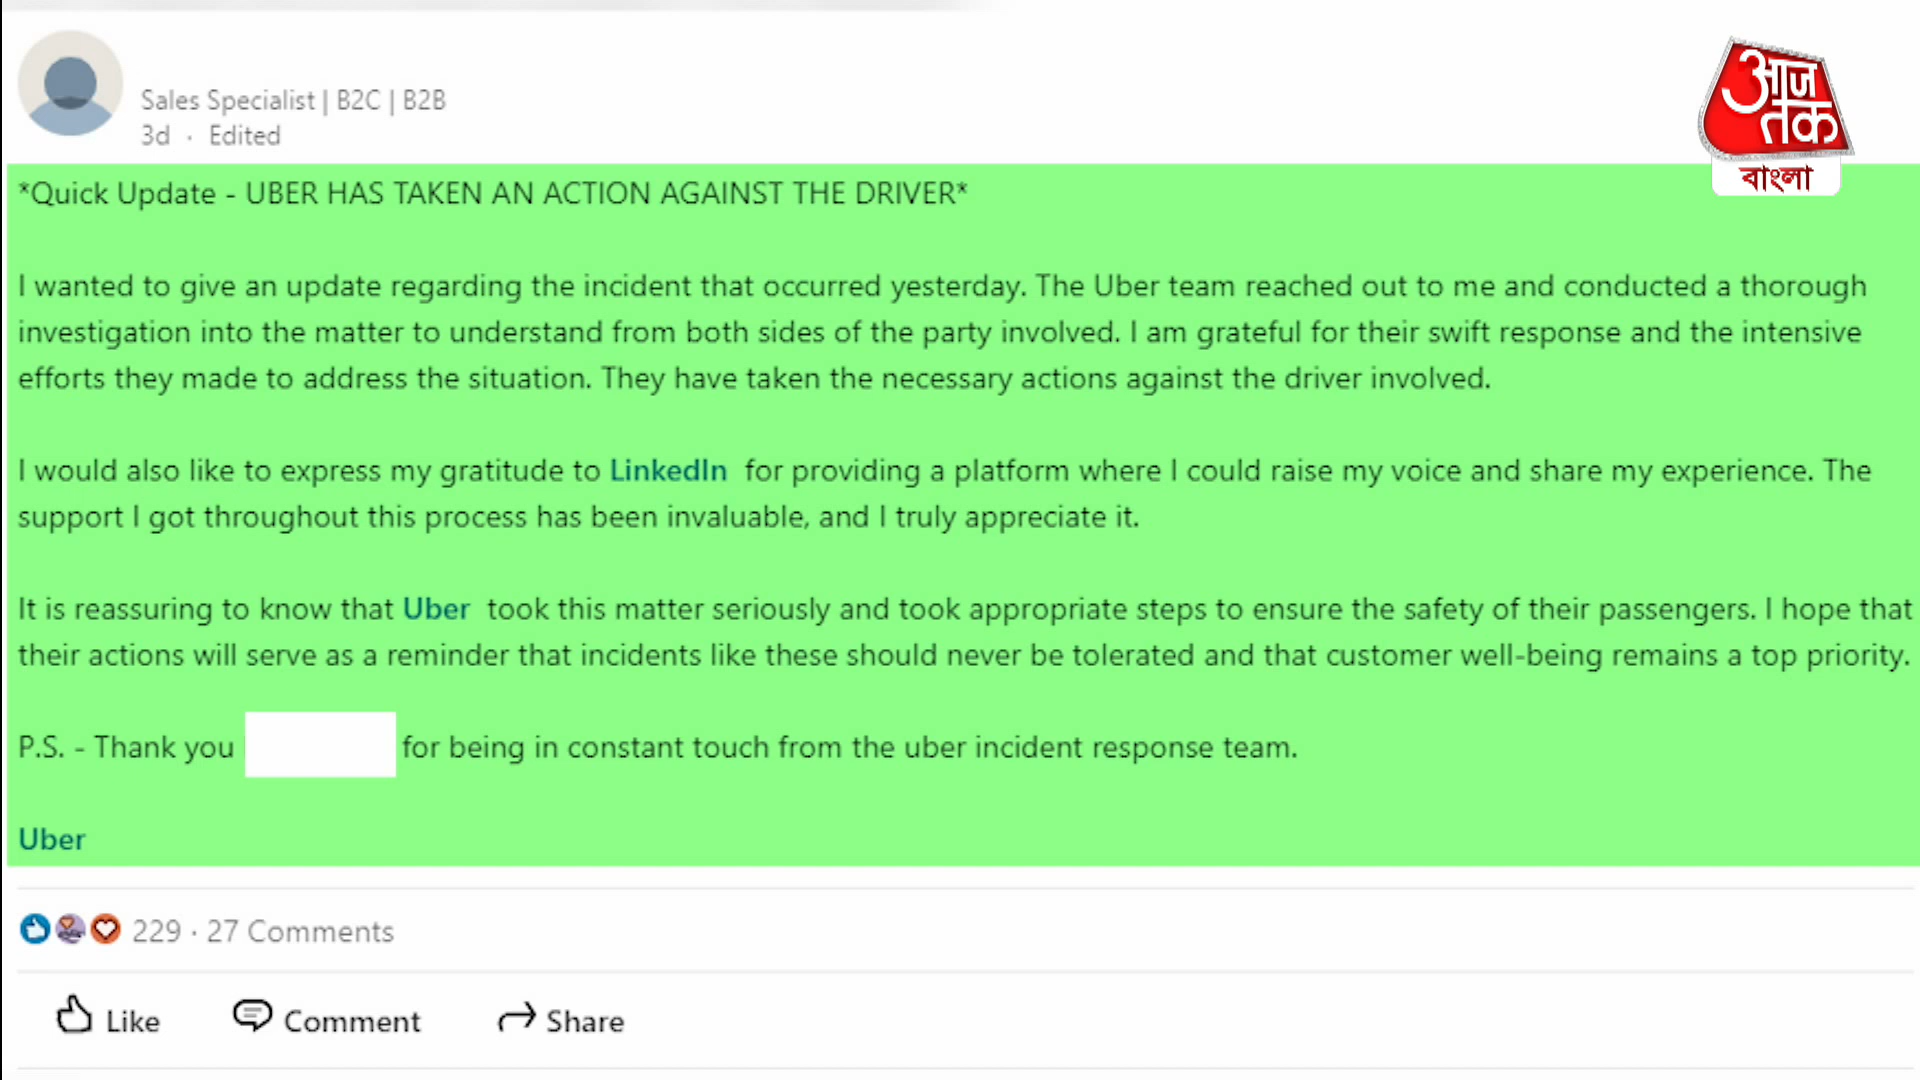 Sales Specialist | B2C | B2B
3d · Edited
आज
तक
বাংলা
*Quick Update - UBER HAS TAKEN AN ACTION AGAINST THE DRIVER*
I wanted to give an update regarding the incident that occurred yesterday. The Uber team reached out to me and conducted a thorough
investigation into the matter to understand from both sides of the party involved. I am grateful for their swift response and the intensive
efforts they made to address the situation. They have taken the necessary actions against the driver involved.
I would also like to express my gratitude to LinkedIn for providing a platform where I could raise my voice and share my experience. The
support I got throughout this process has been invaluable, and I truly appreciate it.
It is reassuring to know that Uber took this matter seriously and took appropriate steps to ensure the safety of their passengers. I hope that
their actions will serve as a reminder that incidents like these should never be tolerated and that customer well-being remains a top priority.
P.S. - Thank you for being in constant touch from the uber incident response team.
Uber
229 · 27 Comments
Like Comment Share